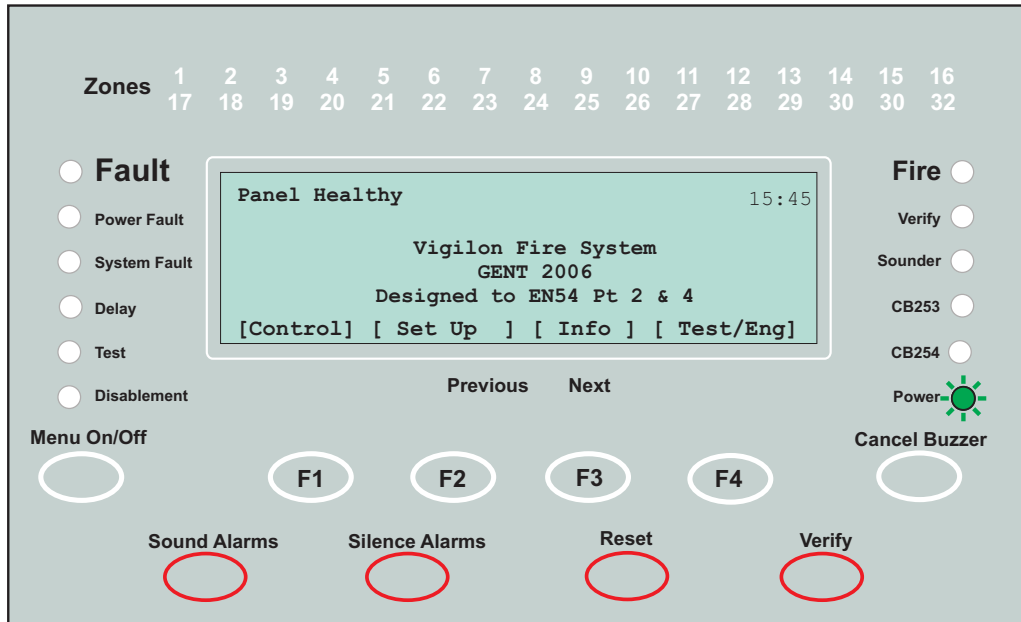 Zones 1 2 3 4 5 6 7 8 9 10 11 12 13 14 15 16
17 18 19 20 21 22 23 24 25 26 27 28 29 30 30 32
Fault
Power Fault
System Fault
Delay
Test
Disablement
Panel Healthy 15:45
Vigilon Fire System
GENT 2006
Designed to EN54 Pt 2 & 4
[Control] [ Set Up ] [ Info ] [ Test/Eng]
Fire
Verify
Sounder
CB253
CB254
Power
Previous Next
Menu On/Off
Cancel Buzzer
F1 F2 F3 F4
Sound Alarms Silence Alarms Reset Verify